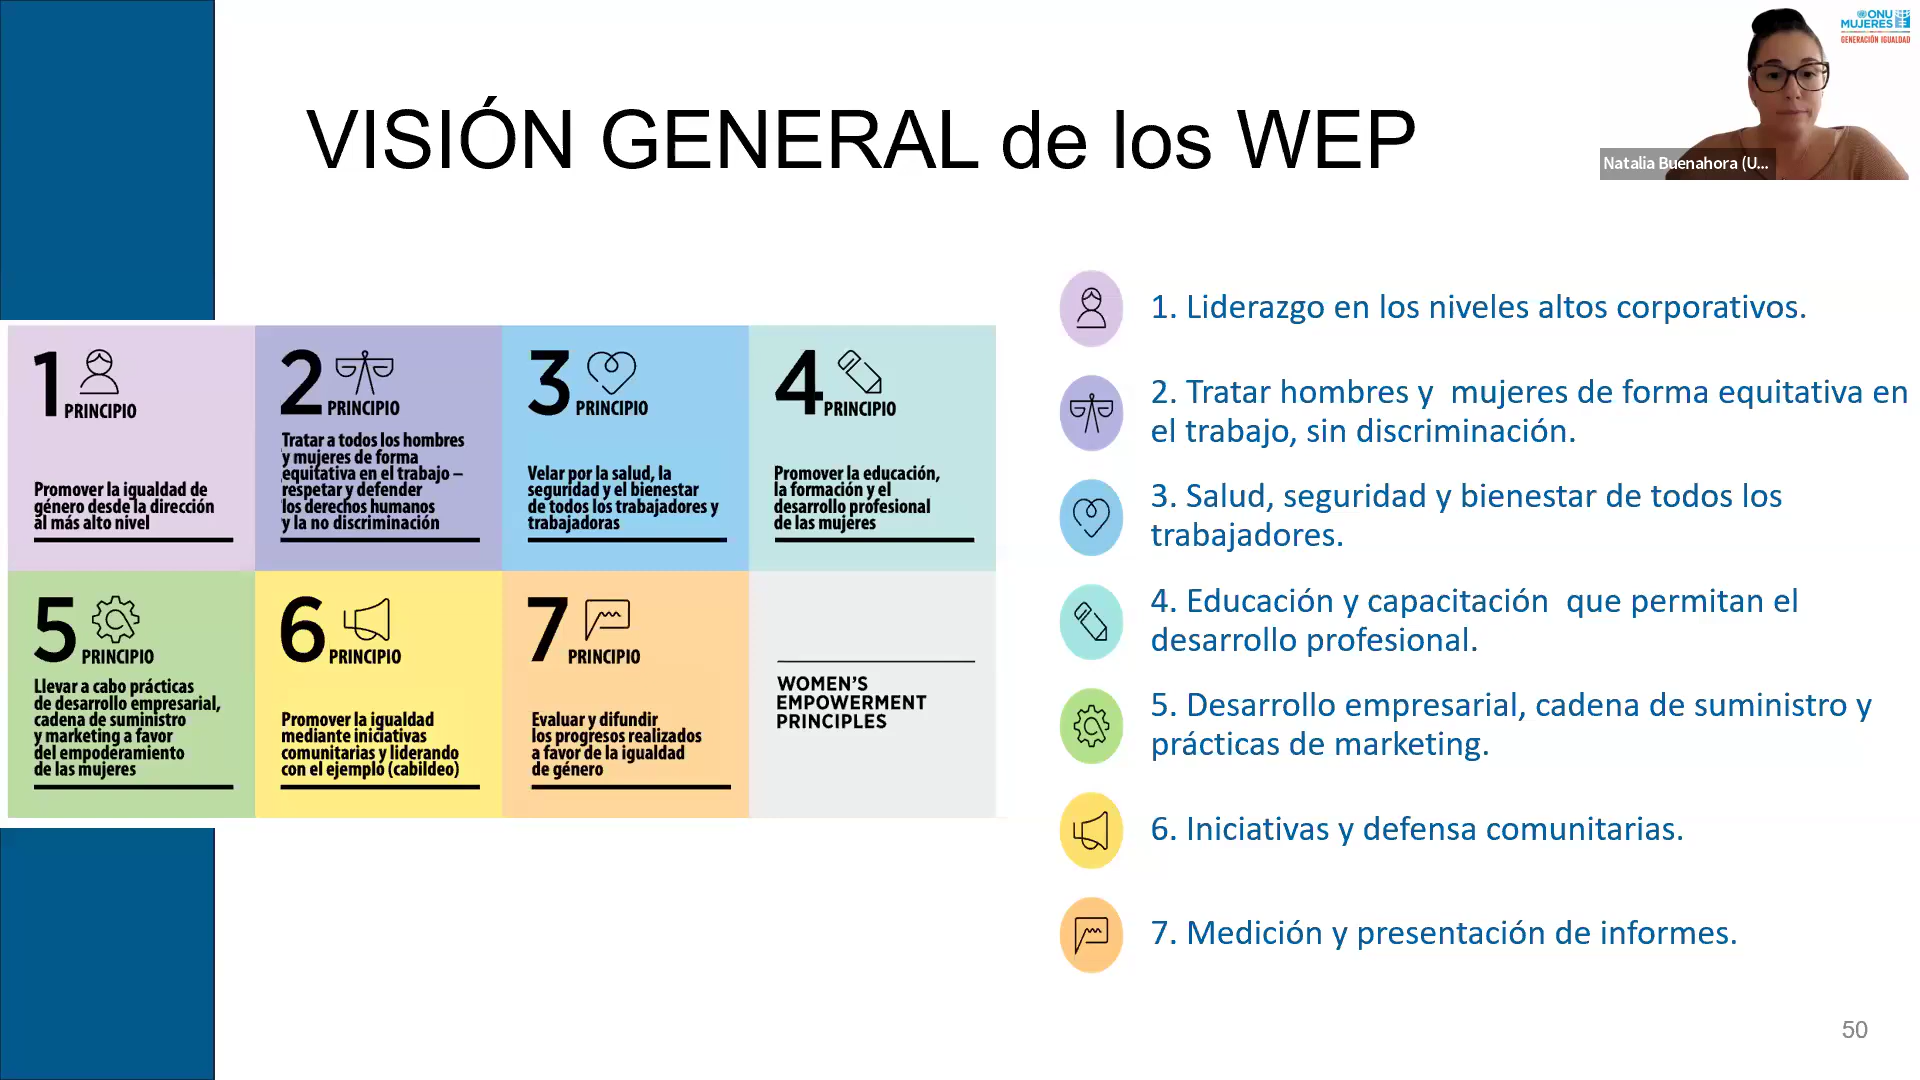 ONU
MUJERES
GENERACIÓN IGUALDAD
Natalia Buenahora (U...
VISIÓN GENERAL de los WEP
1
PRINCIPIO
Promover la igualdad de
género desde la dirección
al más alto nivel
2
PRINCIPIO
Tratar a todos los hombres
y mujeres de forma
equitativa en el trabajo –
respetar y defender
los derechos humanos
y la no discriminación
3
PRINCIPIO
Velar por la salud, la
seguridad y el bienestar
de todos los trabajadores y
trabajadoras
4
PRINCIPIO
Promover la educación,
la formación y el
desarrollo profesional
de las mujeres
5
PRINCIPIO
Llevar a cabo prácticas
de desarrollo empresarial,
cadena de suministro
y marketing a favor
del empoderamiento
de las mujeres
6
PRINCIPIO
Promover la igualdad
mediante iniciativas
comunitarias y liderando
con el ejemplo (cabildeo)
7
PRINCIPIO
Evaluar y difundir
los progresos realizados
a favor de la igualdad
de género
WOMEN'S
EMPOWERMENT
PRINCIPLES
1. Liderazgo en los niveles altos corporativos.
2. Tratar hombres y  mujeres de forma equitativa en
el trabajo, sin discriminación.
3. Salud, seguridad y bienestar de todos los
trabajadores.
4. Educación y capacitación  que permitan el
desarrollo profesional.
5. Desarrollo empresarial, cadena de suministro y
prácticas de marketing.
6. Iniciativas y defensa comunitarias.
7. Medición y presentación de informes.
50